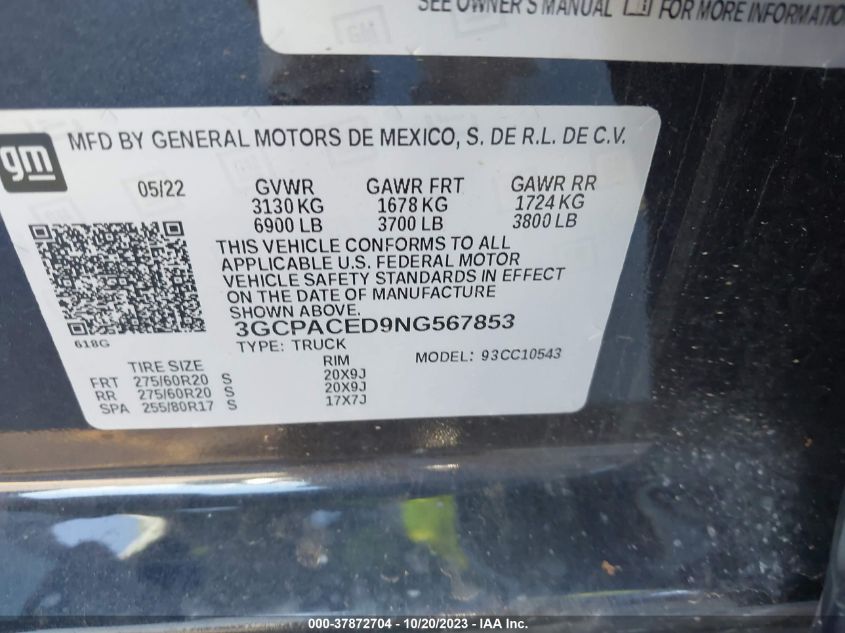 SEE OWNER'S MANUAL FOR MORE INFORMATION
gm
MFD BY GENERAL MOTORS DE MEXICO, S. DE R.L. DE C.V.
05/22 GVWR GAWR FRT GAWR RR
3130 KG 1678 KG 1724 KG
6900 LB 3700 LB 3800 LB
THIS VEHICLE CONFORMS TO ALL
APPLICABLE U.S. FEDERAL MOTOR
VEHICLE SAFETY STANDARDS IN EFFECT
ON THE DATE OF MANUFACTURE
SHOWN ABOVE.
618G
3GCPACED9NG567853
TYPE: TRUCK MODEL: 93CC10543
TIRE SIZE RIM
FRT 275/60R20 S 20X9J
RR 275/60R20 S 20X9J
SPA 255/80R17 S 17X7J
000-37872704 - 10/20/2023 - IAA Inc.